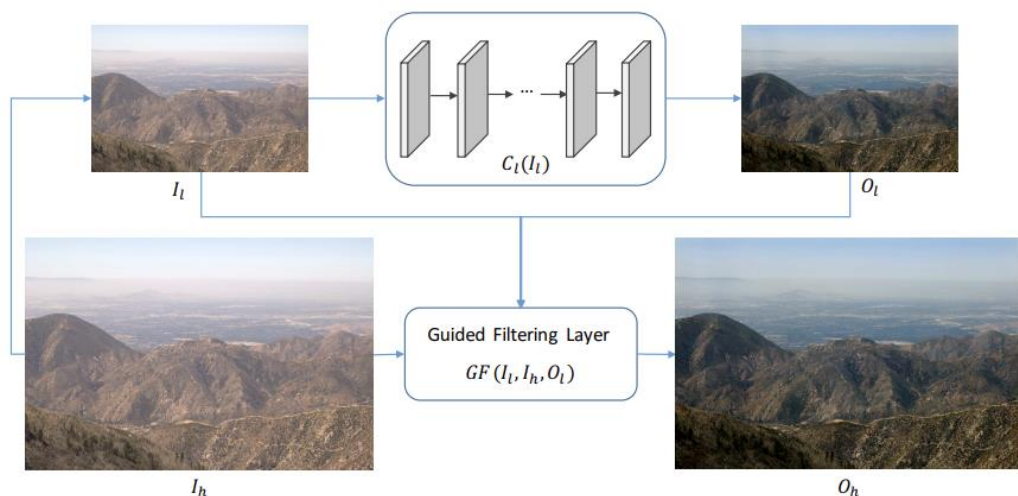 ...
C_l(I_l)
I_l
O_l
Guided Filtering Layer
GF(I_l, I_h, O_l)
I_h
O_h